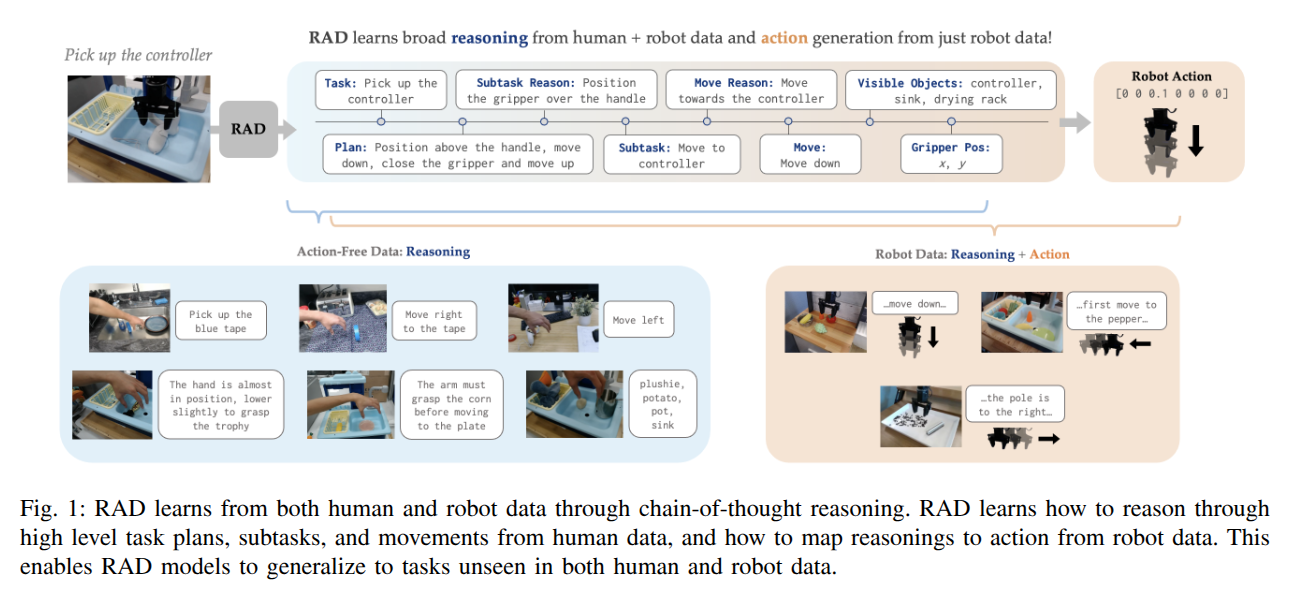 RAD learns broad reasoning from human + robot data and action generation from just robot data!
Pick up the controller
RAD
Task: Pick up the
controller
Subtask Reason: Position
the gripper over the handle
Move Reason: Move
towards the controller
Visible Objects: controller,
sink, drying rack
Plan: Position above the handle, move
down, close the gripper and move up
Subtask: Move to
controller
Move:
Move down
Gripper Pos:
x, y
Robot Action
[0 0 0.1 0 0 0 0]
Action-Free Data: Reasoning
Pick up the
blue tape
Move right
to the tape
Move left
The hand is almost
in position, lower
slightly to grasp
the trophy
The arm must
grasp the corn
before moving
to the plate
plushie,
potato,
pot,
sink
Robot Data: Reasoning + Action
…move down…
…first move to
the pepper…
…the pole is
to the right…
Fig. 1: RAD learns from both human and robot data through chain-of-thought reasoning. RAD learns how to reason through
high level task plans, subtasks, and movements from human data, and how to map reasonings to action from robot data. This
enables RAD models to generalize to tasks unseen in both human and robot data.